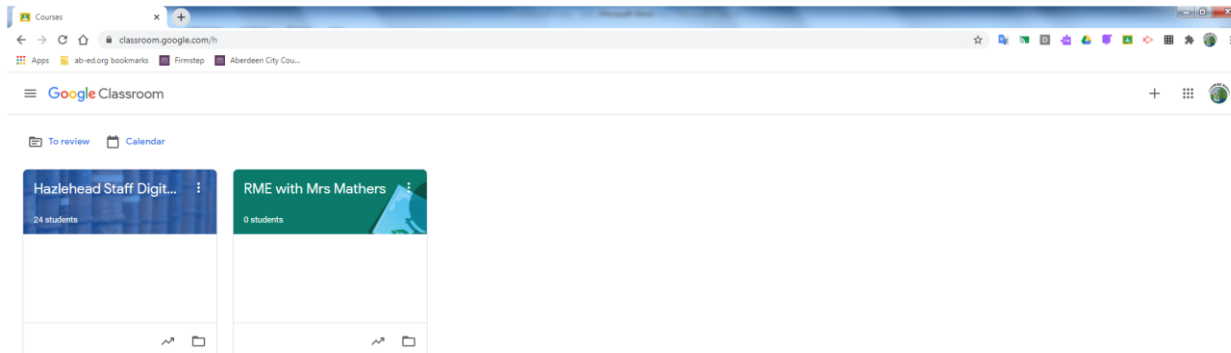 Courses
classroom.google.com/h
Apps ab-ed.org bookmarks Firmstep Aberdeen City Cou...
Google Classroom
To review Calendar
Hazlehead Staff Digit... RME with Mrs Mathers
24 students 0 students